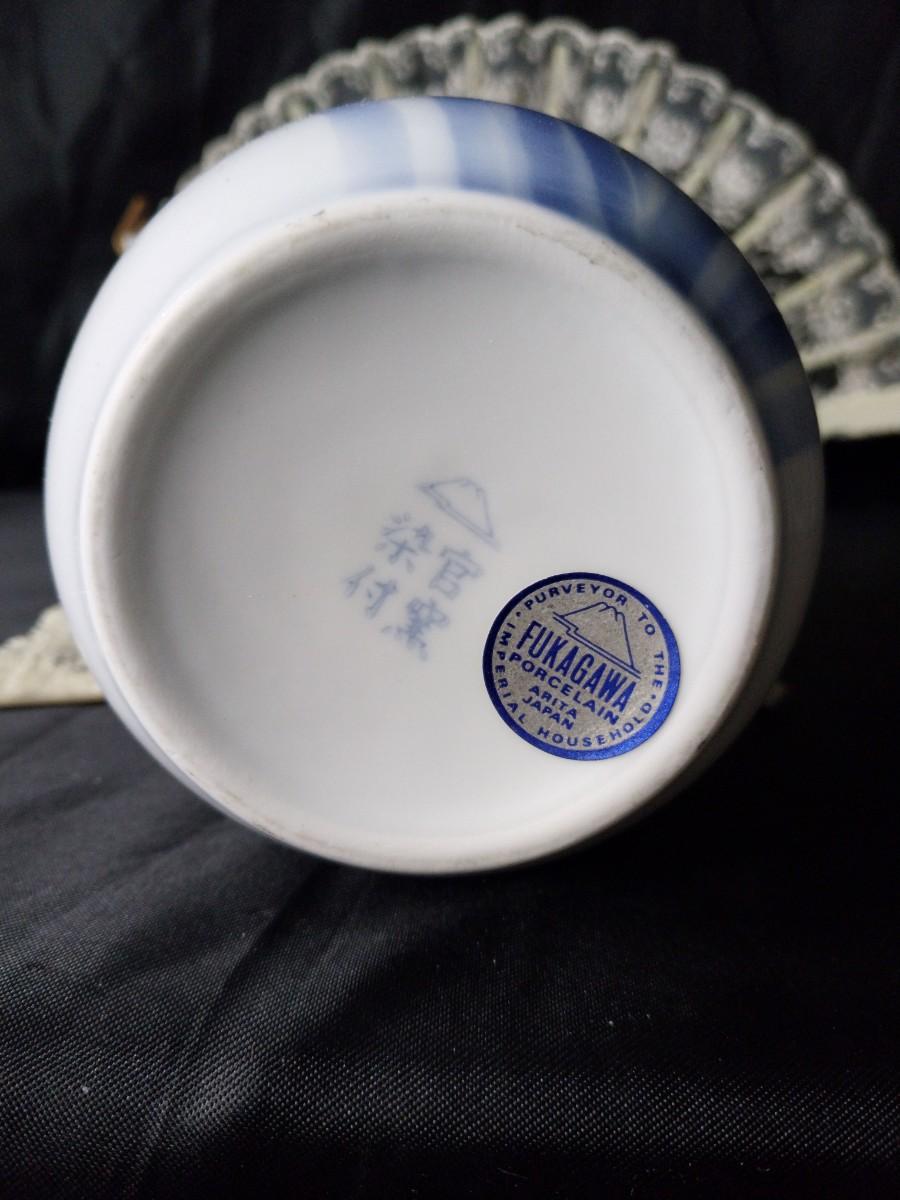 官窯
染付
PURVEYOR TO THE
IMPERIAL HOUSEHOLD
FUKAGAWA
PORCELAIN
ARITA
JAPAN